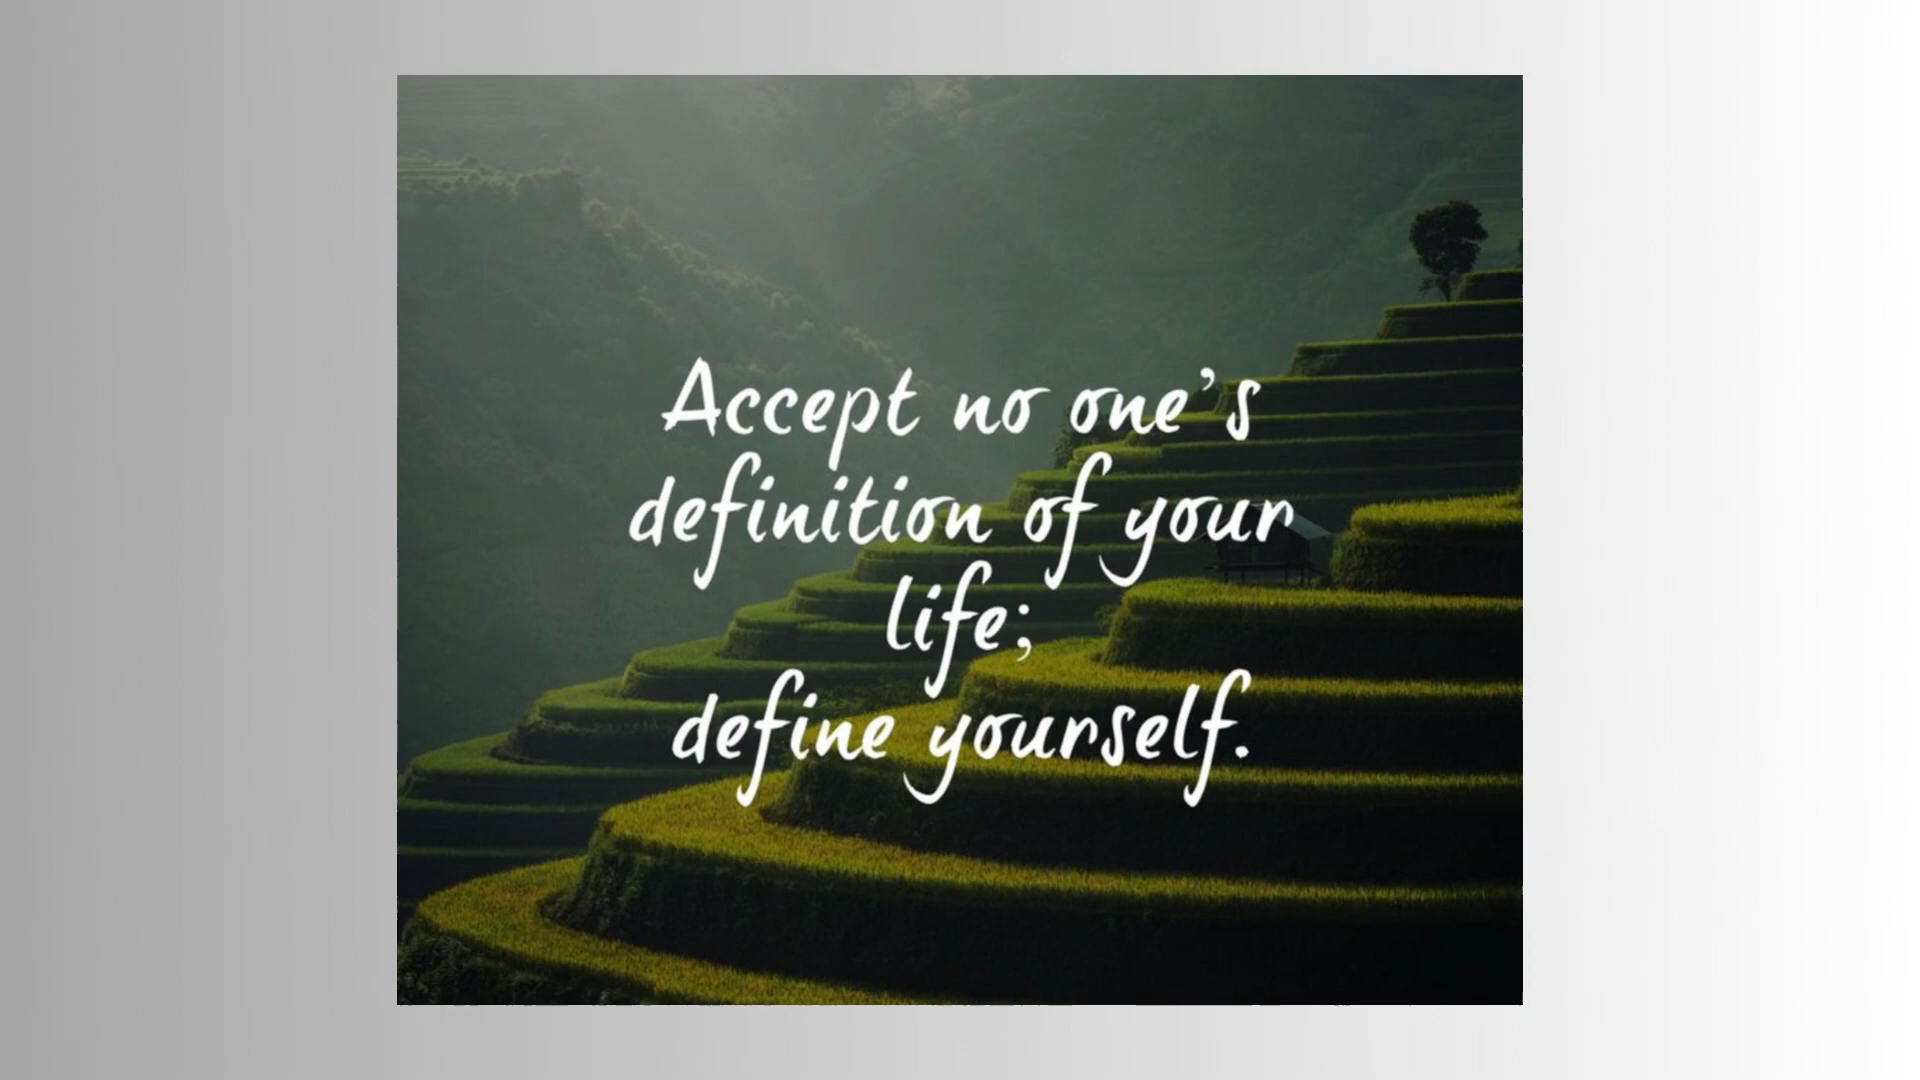 Accept no one’s
definition of your
life;
define yourself.